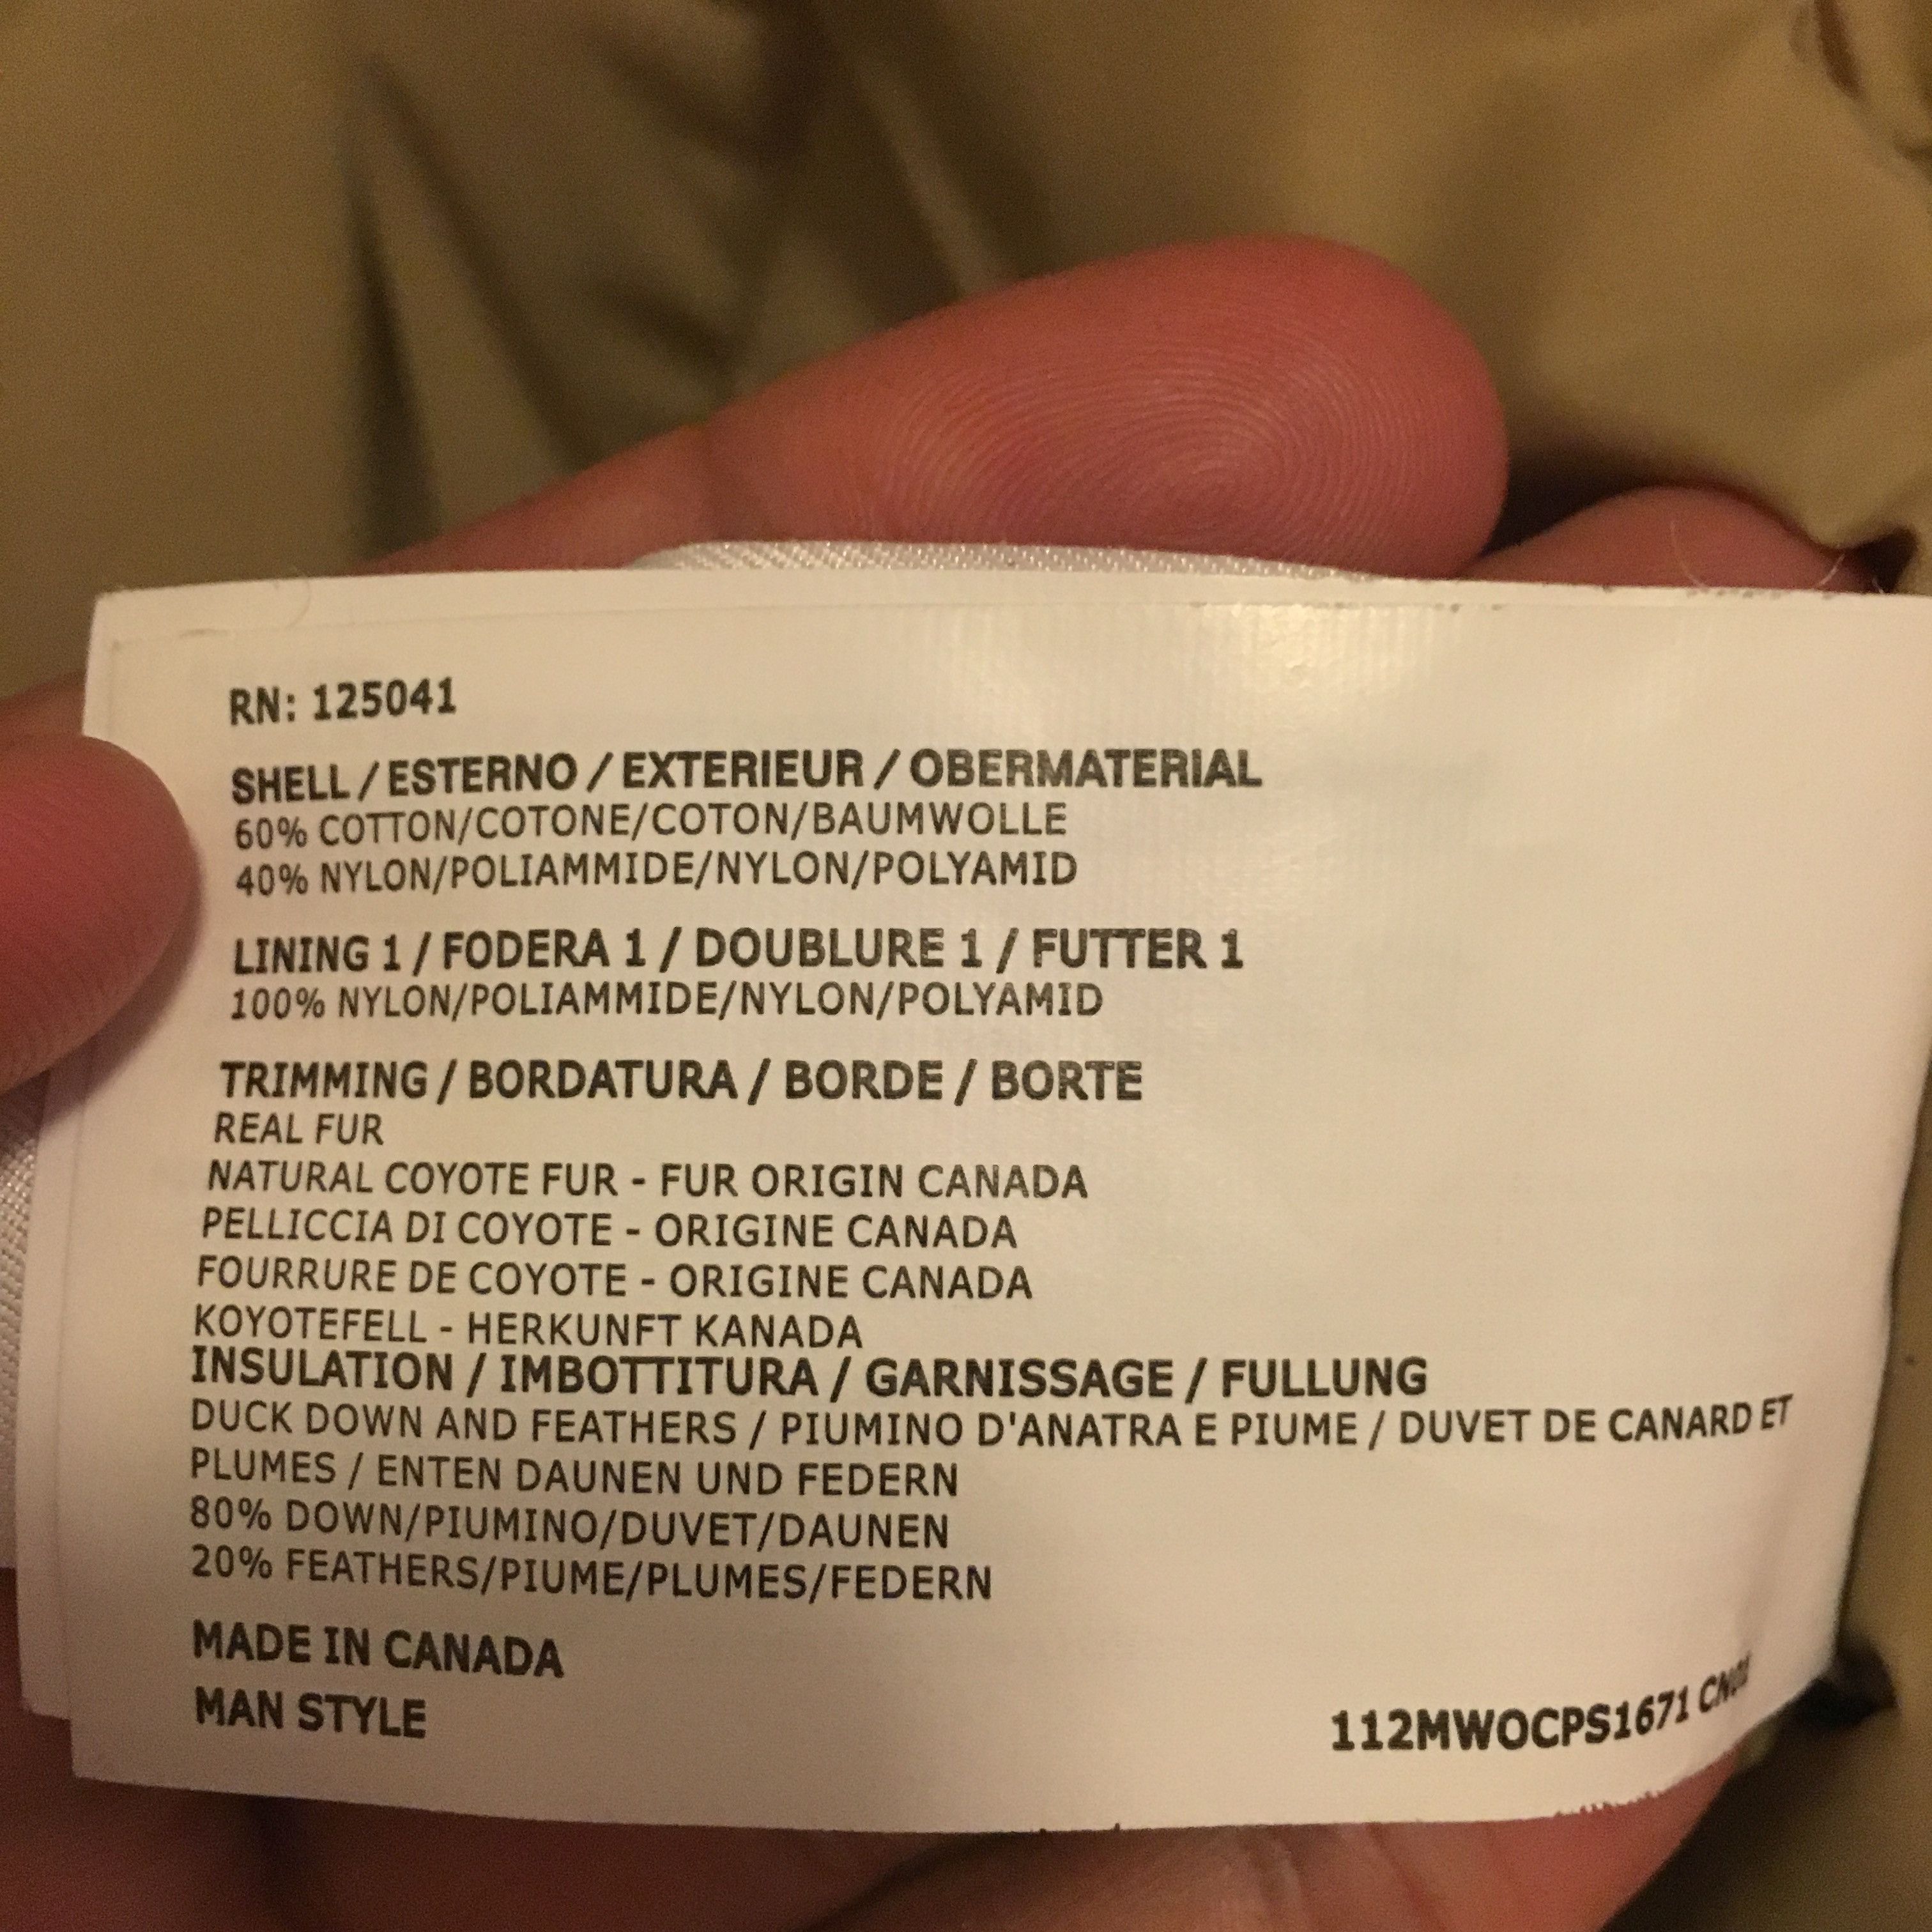 RN: 125041
SHELL / ESTERNO / EXTERIEUR / OBERMATERIAL
60% COTTON/COTONE/COTON/BAUMWOLLE
40% NYLON/POLIAMMIDE/NYLON/POLYAMID
LINING 1 / FODERA 1 / DOUBLURE 1 / FUTTER 1
100% NYLON/POLIAMMIDE/NYLON/POLYAMID
TRIMMING / BORDATURA / BORDE / BORTE
REAL FUR
NATURAL COYOTE FUR - FUR ORIGIN CANADA
PELLICCIA DI COYOTE - ORIGINE CANADA
FOURRURE DE COYOTE - ORIGINE CANADA
KOYOTEFELL - HERKUNFT KANADA
INSULATION / IMBOTTITURA / GARNISSAGE / FULLUNG
DUCK DOWN AND FEATHERS / PIUMINO D'ANATRA E PIUME / DUVET DE CANARD ET
PLUMES / ENTEN DAUNEN UND FEDERN
80% DOWN/PIUMINO/DUVET/DAUNEN
20% FEATHERS/PIUME/PLUMES/FEDERN
MADE IN CANADA
MAN STYLE
112MWOCPS1671